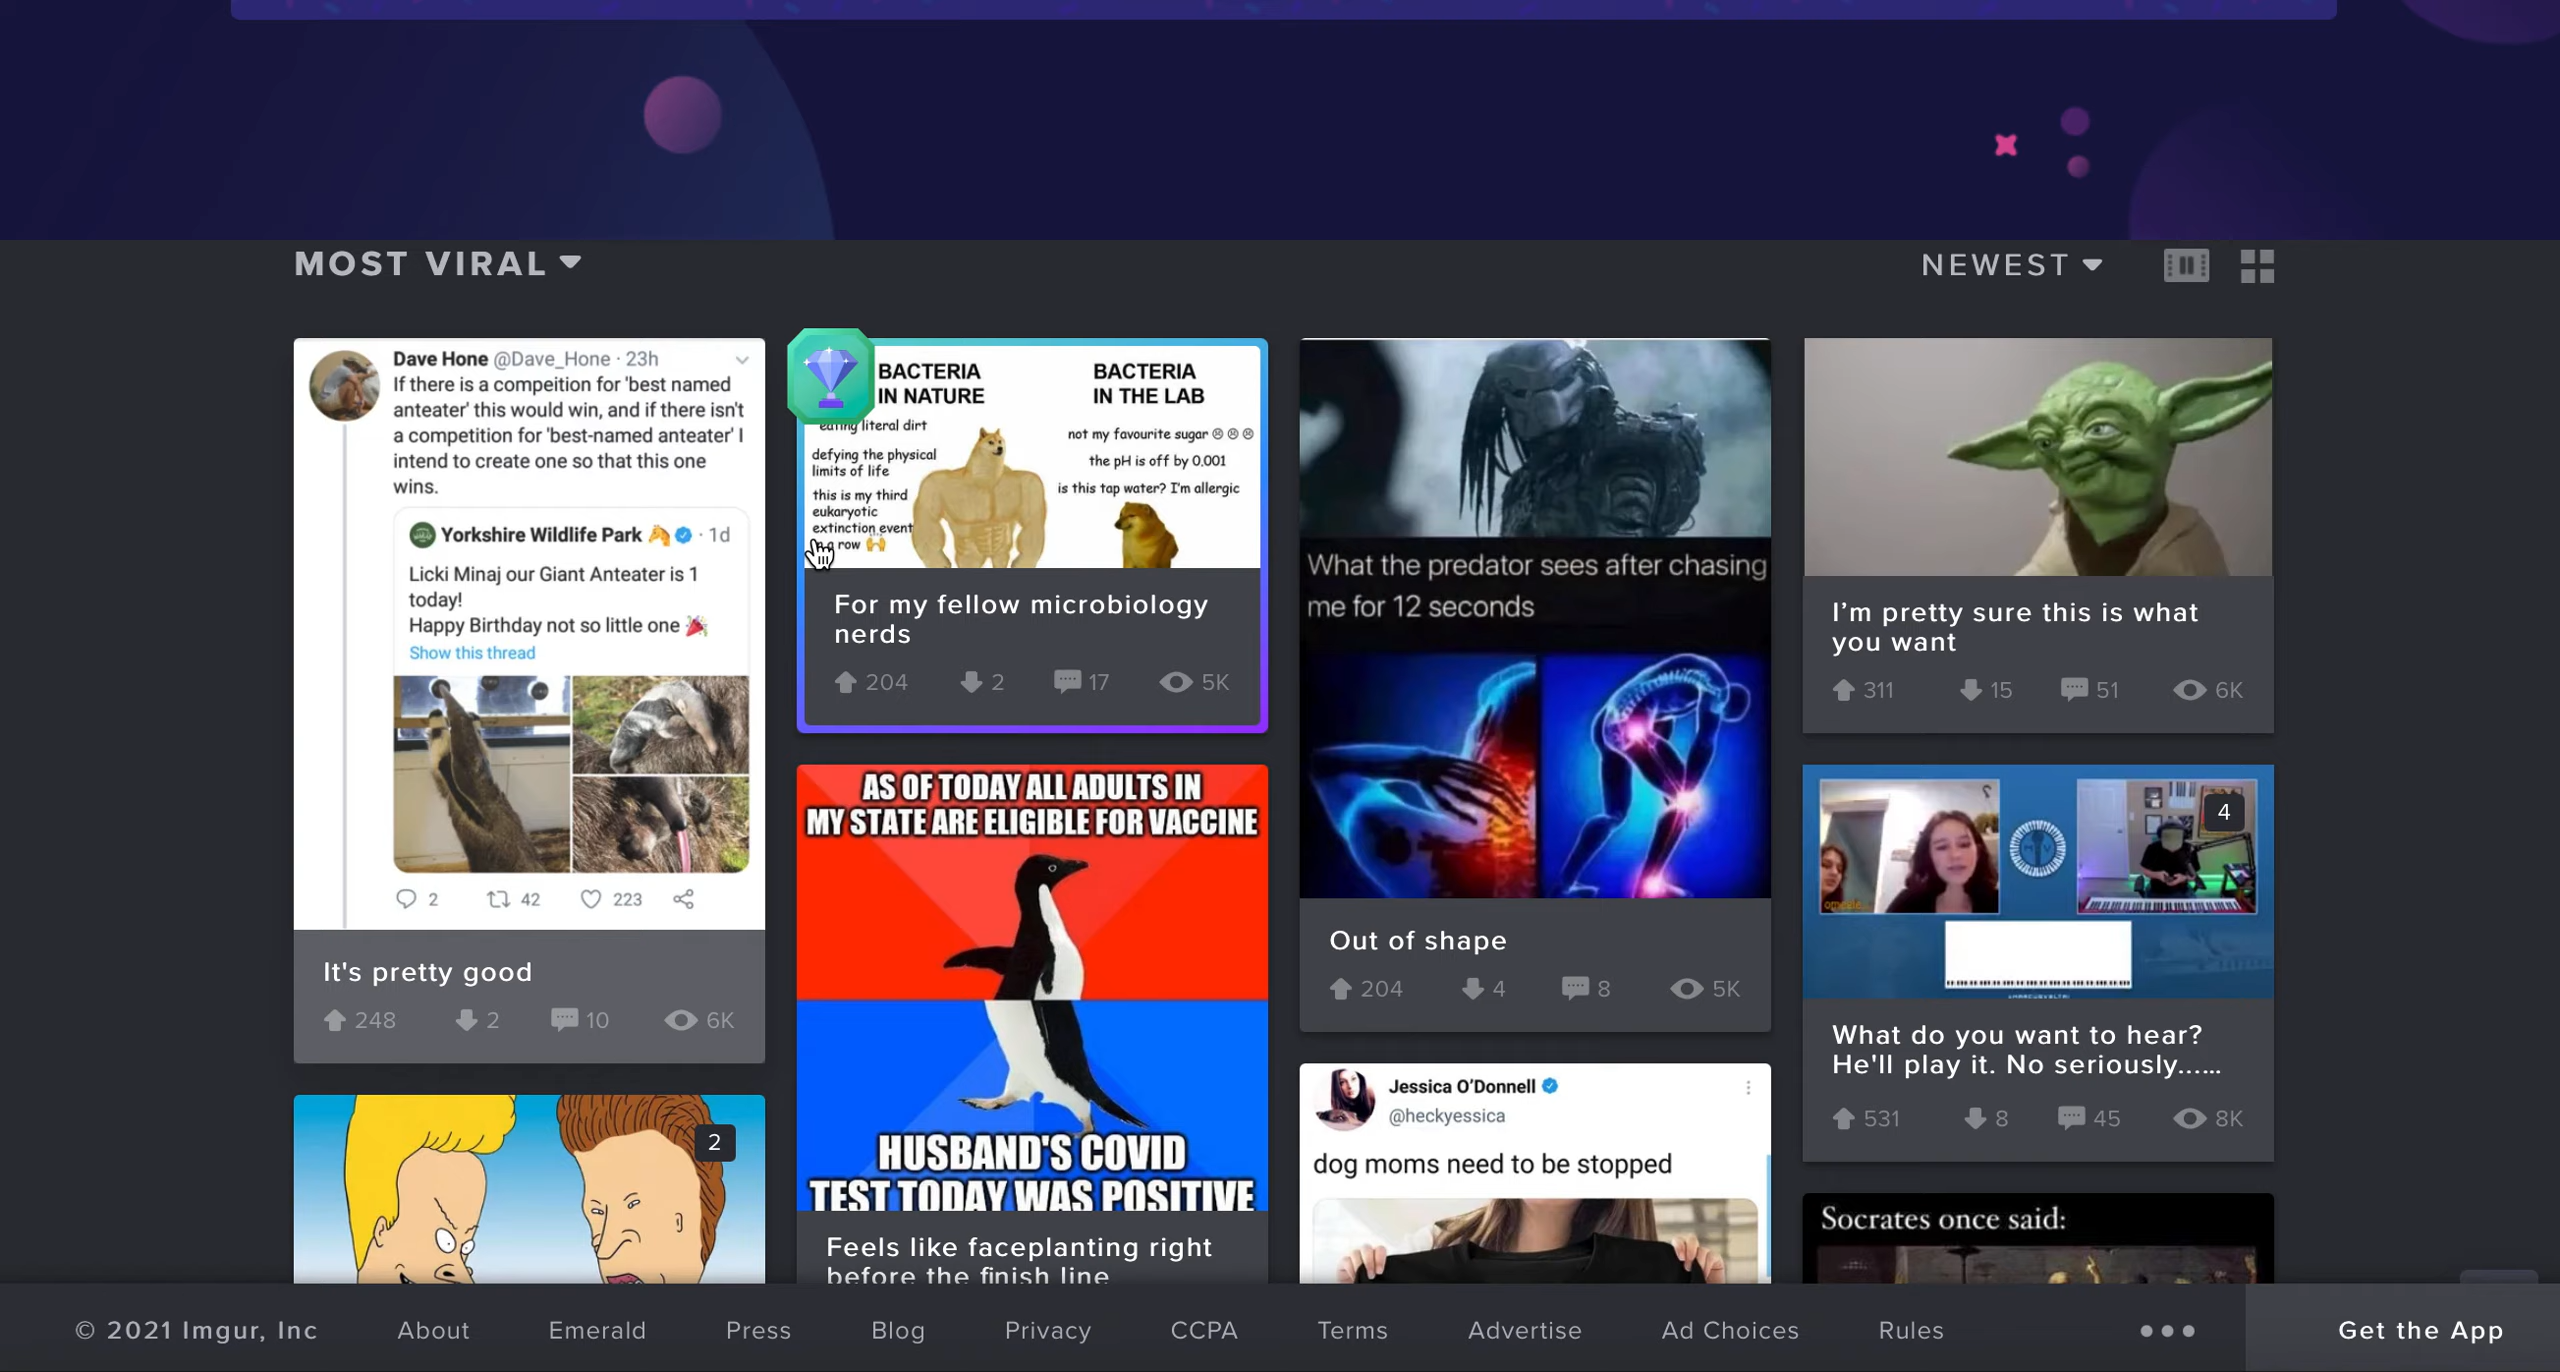 MOST VIRAL
NEWEST
Dave Hone @Dave_Hone · 23h
If there is a compeition for 'best named
anteater' this would win, and if there isn't
a competition for 'best-named anteater' I
intend to create one so that this one
wins.
Yorkshire Wildlife Park · 1d
Licki Minaj our Giant Anteater is 1
today!
Happy Birthday not so little one
Show this thread
2 42 223
It's pretty good
248 2 10 6K
2
BACTERIA
IN NATURE
eating literal dirt
defying the physical
limits of life
this is my third
eukaryotic
extinction event
row
BACTERIA
IN THE LAB
not my favourite sugar
the pH is off by 0.001
is this tap water? I'm allergic
For my fellow microbiology
nerds
204 2 17 5K
AS OF TODAY ALL ADULTS IN
MY STATE ARE ELIGIBLE FOR VACCINE
HUSBAND'S COVID
TEST TODAY WAS POSITIVE
Feels like faceplanting right
before the finish line
What the predator sees after chasing
me for 12 seconds
Out of shape
204 4 8 5K
Jessica O'Donnell
@heckyessica
dog moms need to be stopped
I'm pretty sure this is what
you want
311 15 51 6K
4
omegle
What do you want to hear?
He'll play it. No seriously......
531 8 45 8K
Socrates once said:
© 2021 Imgur, Inc About Emerald Press Blog Privacy CCPA Terms Advertise Ad Choices Rules ••• Get the App